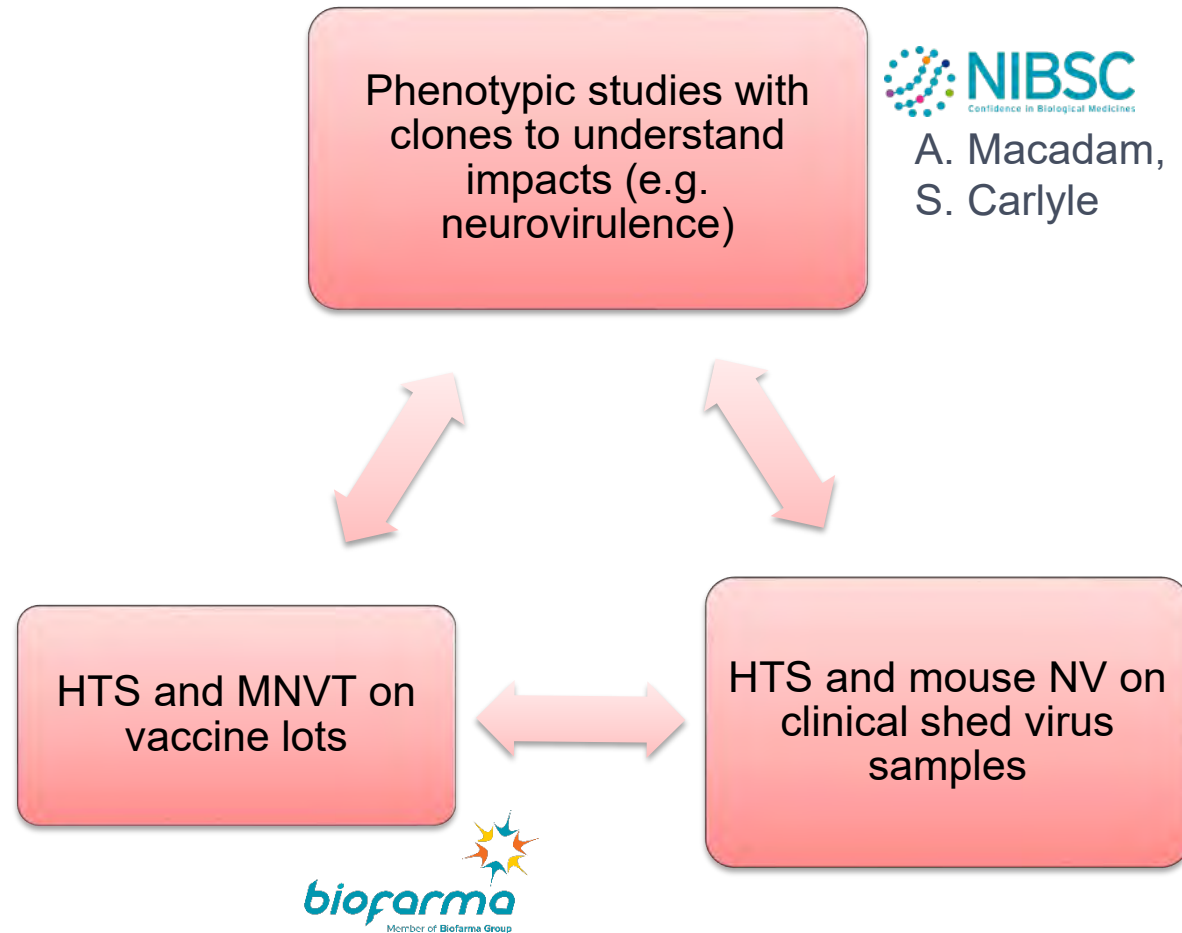 Phenotypic studies with
clones to understand
impacts (e.g.
neurovirulence)
NIBSC
Confidence in Biological Medicines
A. Macadam,
S. Carlyle
HTS and MNVT on
vaccine lots
HTS and mouse NV on
clinical shed virus
samples
biofarma
Member of Biofarma Group